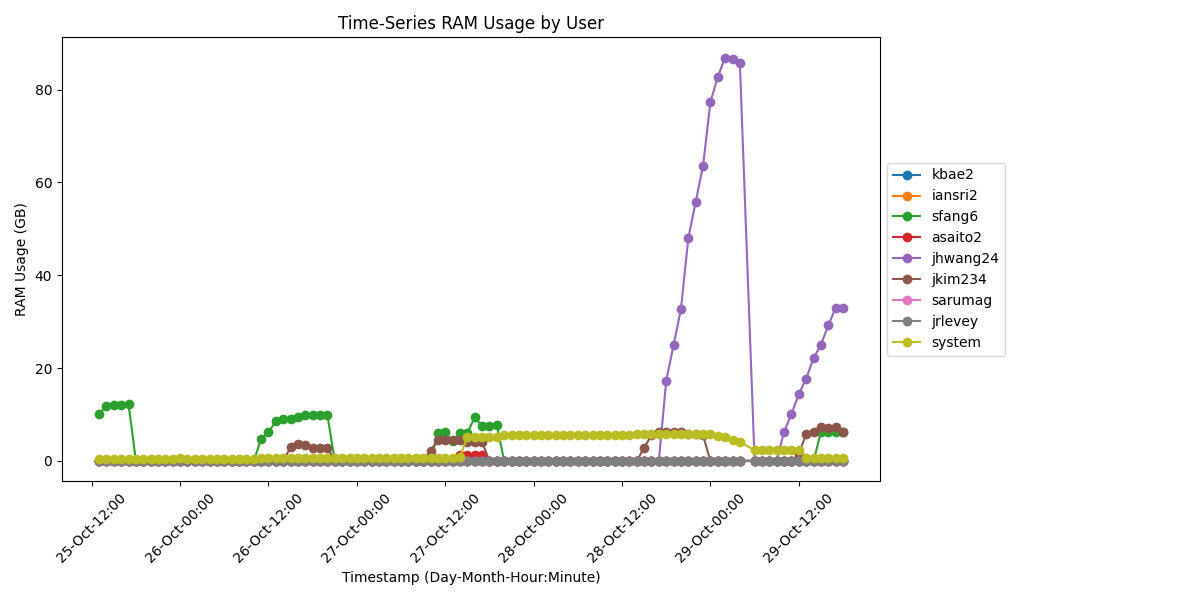 Time-Series RAM Usage by User
RAM Usage (GB)
80
60
40
20
0
25-Oct-12:00
26-Oct-00:00
26-Oct-12:00
27-Oct-00:00
27-Oct-12:00
28-Oct-00:00
28-Oct-12:00
29-Oct-00:00
29-Oct-12:00
Timestamp (Day-Month-Hour:Minute)
kbae2
iansri2
sfang6
asaito2
jhwang24
jkim234
sarumag
jrlevey
system